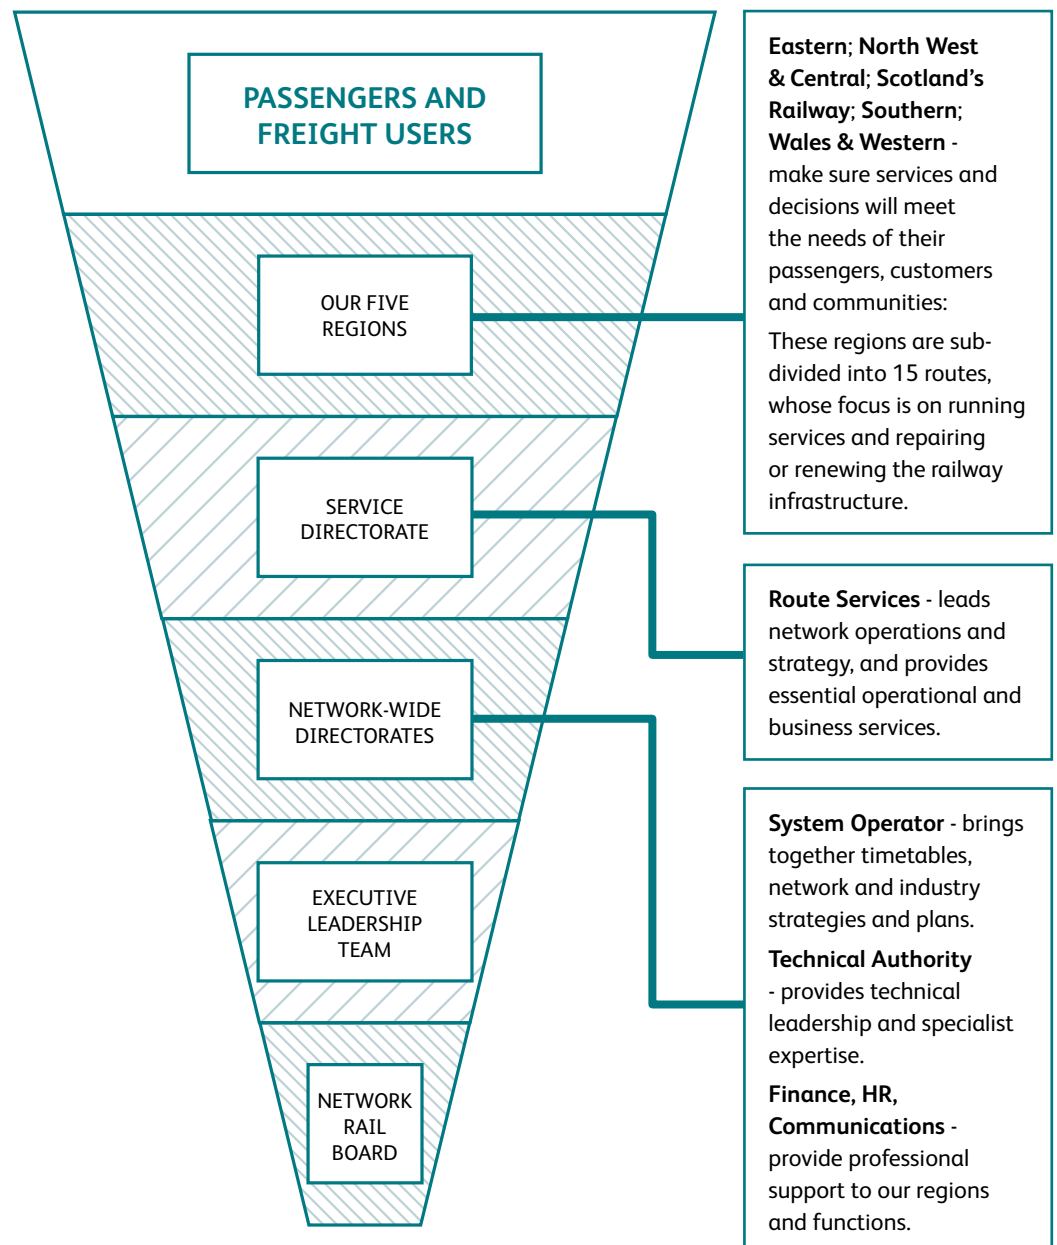 PASSENGERS AND
FREIGHT USERS
OUR FIVE
REGIONS
SERVICE
DIRECTORATE
NETWORK-WIDE
DIRECTORATES
EXECUTIVE
LEADERSHIP
TEAM
NETWORK
RAIL
BOARD
Eastern; North West
& Central; Scotland’s
Railway; Southern;
Wales & Western -
make sure services and
decisions will meet
the needs of their
passengers, customers
and communities:
These regions are sub-
divided into 15 routes,
whose focus is on running
services and repairing
or renewing the railway
infrastructure.
Route Services - leads
network operations and
strategy, and provides
essential operational and
business services.
System Operator - brings
together timetables,
network and industry
strategies and plans.
Technical Authority
- provides technical
leadership and specialist
expertise.
Finance, HR,
Communications -
provide professional
support to our regions
and functions.